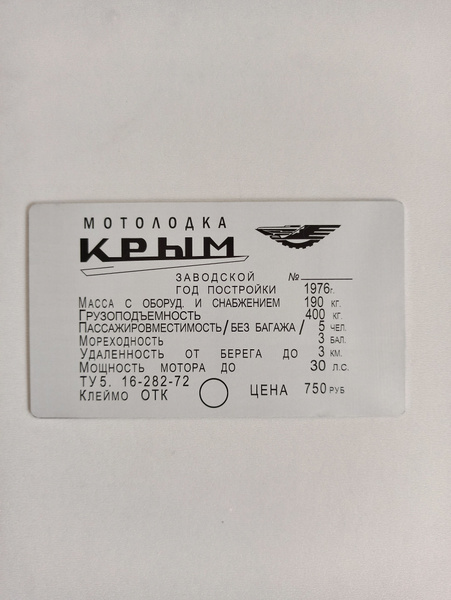 МОТОЛОДКА
КРЫМ
ЗАВОДСКОЙ №
ГОД ПОСТРОЙКИ 1976г.
МАССА С ОБОРУД. И СНАБЖЕНИЕМ 190 КГ.
ГРУЗОПОДЪЕМНОСТЬ 400 КГ.
ПАССАЖИРОВМЕСТИМОСТЬ/БЕЗ БАГАЖА/ 5 ЧЕЛ.
МОРЕХОДНОСТЬ 3 БАЛ.
УДАЛЕННОСТЬ ОТ БЕРЕГА ДО 3 КМ.
МОЩНОСТЬ МОТОРА ДО 30 Л.С.
ТУ5. 16-282-72
КЛЕЙМО ОТК ЦЕНА 750 РУБ